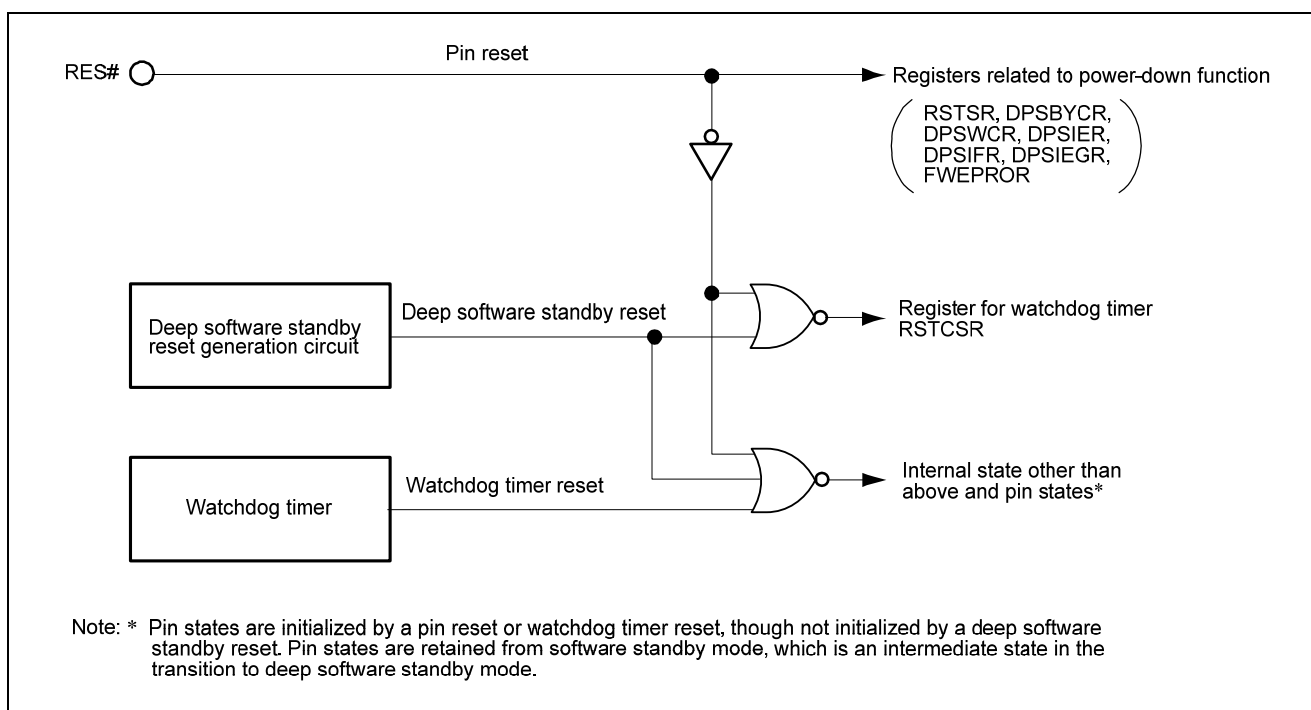 Pin reset
RES#
Registers related to power-down function
RSTSR, DPSBYCR,
DPSWCR, DPSIER,
DPSIFR, DPSIEGR,
FWEPROR
Deep software standby
reset generation circuit
Deep software standby reset
Register for watchdog timer
RSTCSR
Watchdog timer
Watchdog timer reset
Internal state other than
above and pin states*
Note: * Pin states are initialized by a pin reset or watchdog timer reset, though not initialized by a deep software
standby reset. Pin states are retained from software standby mode, which is an intermediate state in the
transition to deep software standby mode.